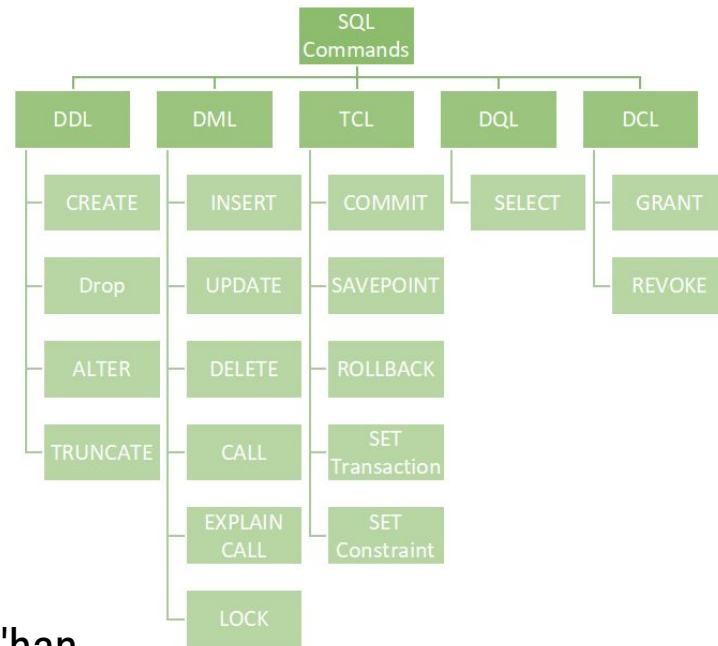 SQL
Commands
DDL
DML
TCL
DQL
DCL
CREATE
INSERT
COMMIT
SELECT
GRANT
Drop
UPDATE
SAVEPOINT
REVOKE
ALTER
DELETE
ROLLBACK
TRUNCATE
CALL
SET
Transaction
EXPLAIN
CALL
SET
Constraint
LOCK